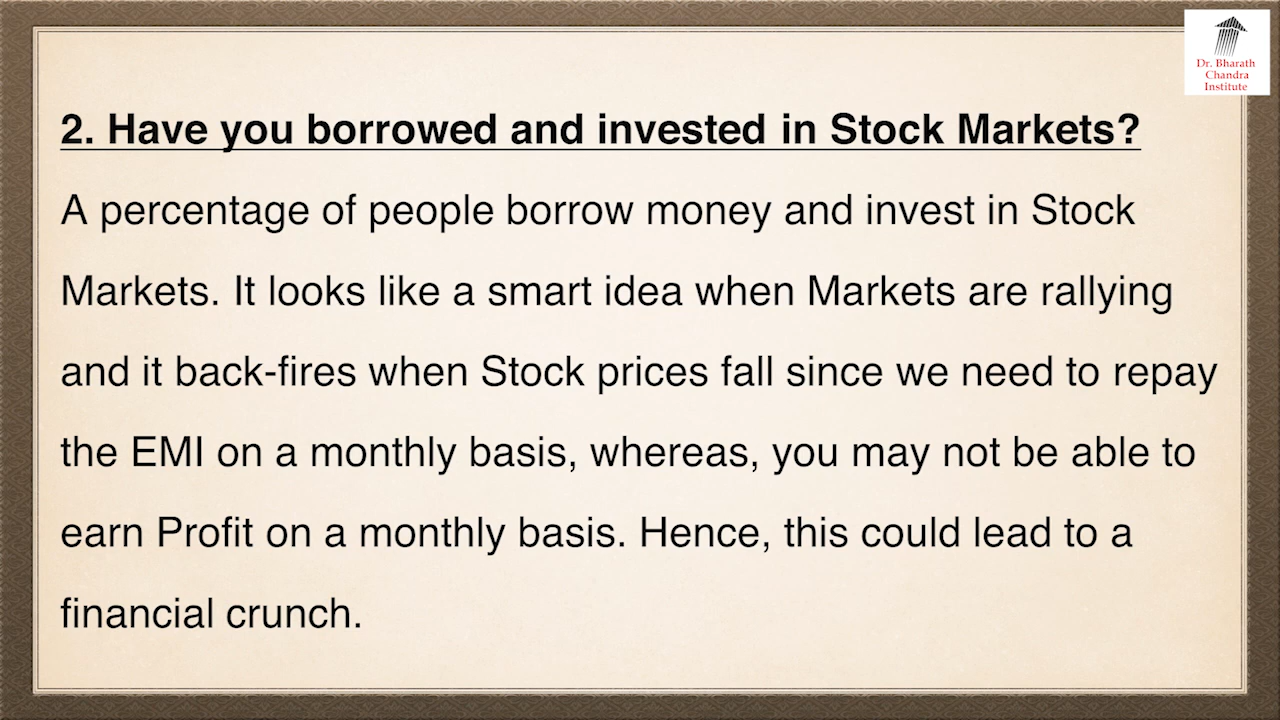 Dr. Bharath
Chandra
Institute
2. Have you borrowed and invested in Stock Markets?
A percentage of people borrow money and invest in Stock
Markets. It looks like a smart idea when Markets are rallying
and it back-fires when Stock prices fall since we need to repay
the EMI on a monthly basis, whereas, you may not be able to
earn Profit on a monthly basis. Hence, this could lead to a
financial crunch.